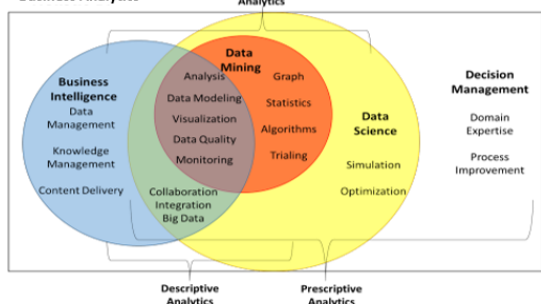 Business Analytics
Analytics
Data
Mining
Business
Intelligence
Data
Management
Knowledge
Management
Content Delivery
Analysis
Data Modeling
Visualization
Data Quality
Monitoring
Collaboration
Integration
Big Data
Graph
Statistics
Algorithms
Trialing
Data
Science
Simulation
Optimization
Decision
Management
Domain
Expertise
Process
Improvement
Descriptive
Analytics
Prescriptive
Analytics